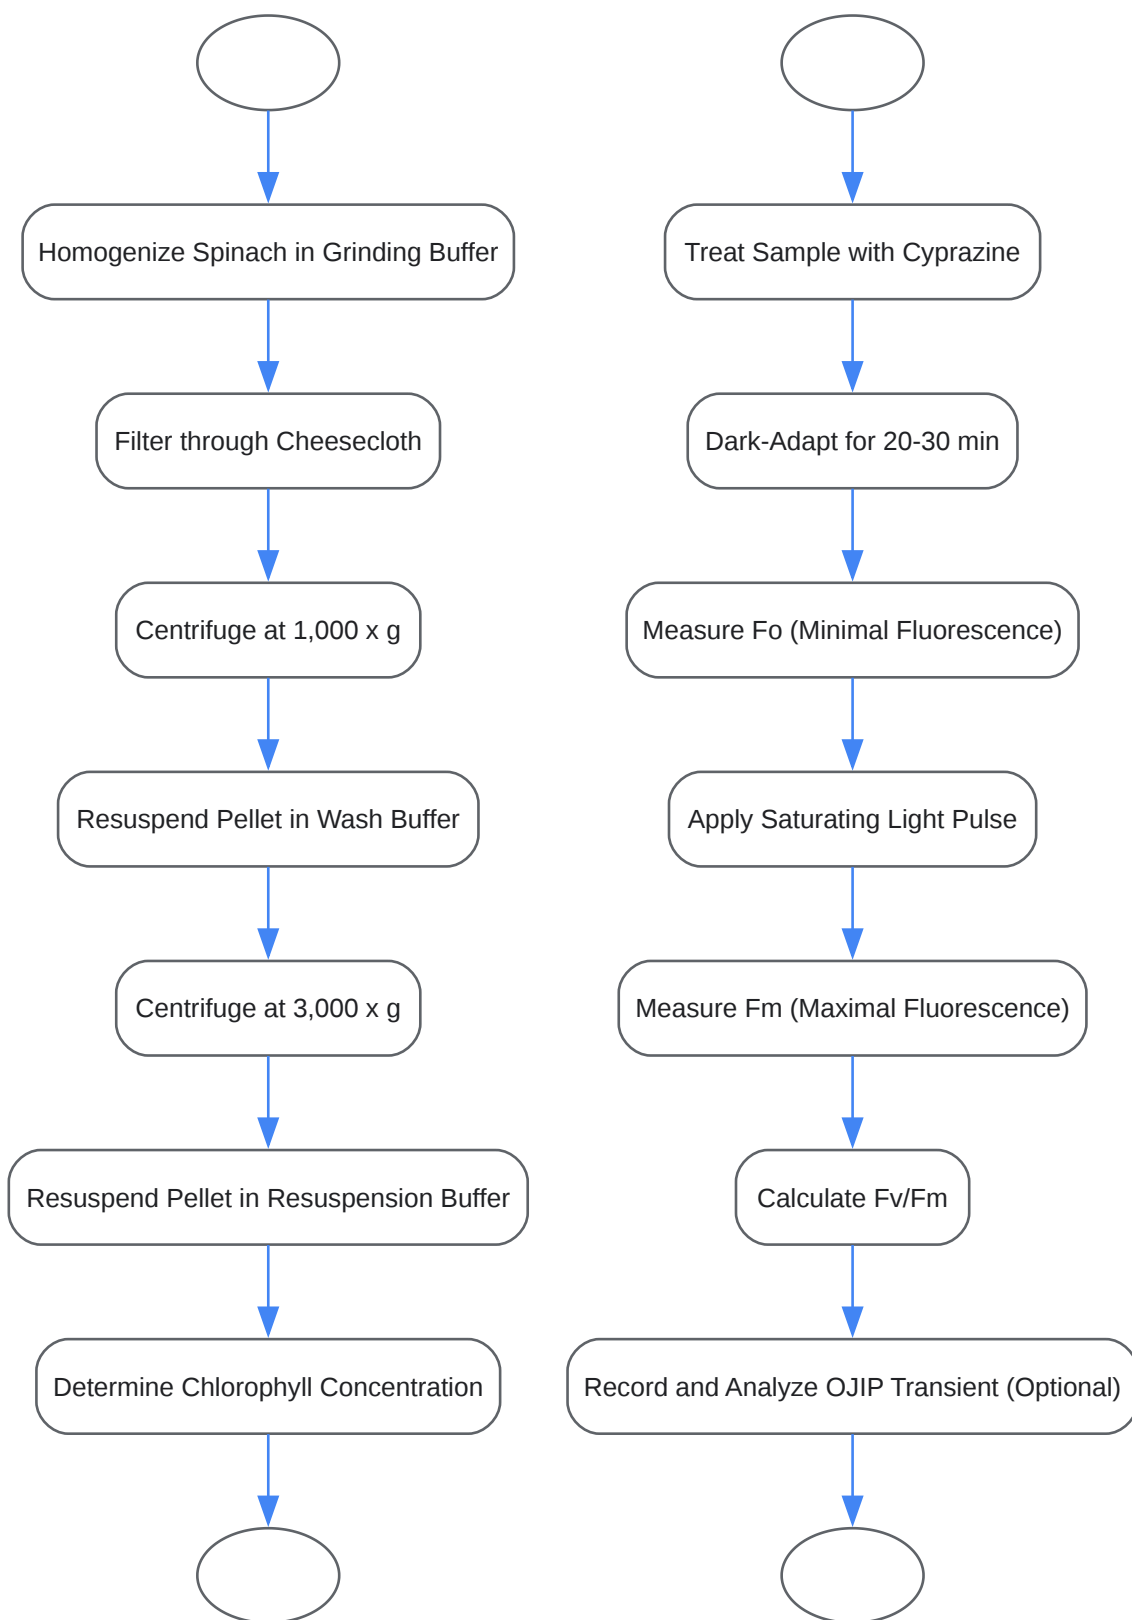 Homogenize Spinach in Grinding Buffer
Filter through Cheesecloth
Centrifuge at 1,000 x g
Resuspend Pellet in Wash Buffer
Centrifuge at 3,000 x g
Resuspend Pellet in Resuspension Buffer
Determine Chlorophyll Concentration
Treat Sample with Cyprazine
Dark-Adapt for 20-30 min
Measure Fo (Minimal Fluorescence)
Apply Saturating Light Pulse
Measure Fm (Maximal Fluorescence)
Calculate Fv/Fm
Record and Analyze OJIP Transient (Optional)